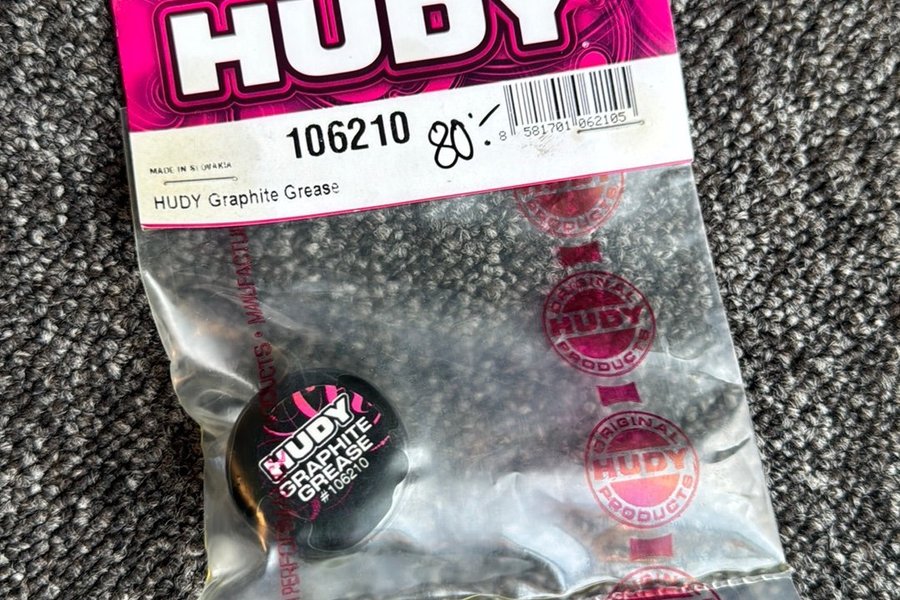 HUDY
106210
80:-
8 581701 062105
MADE IN SLOVAKIA
HUDY Graphite Grease
PRODUCTS
ORIGINAL
HUDY
PRODUCTS
ORIGINAL
HUDY
PRODUCTS
HUDY
GRAPHITE
GREASE
#106210